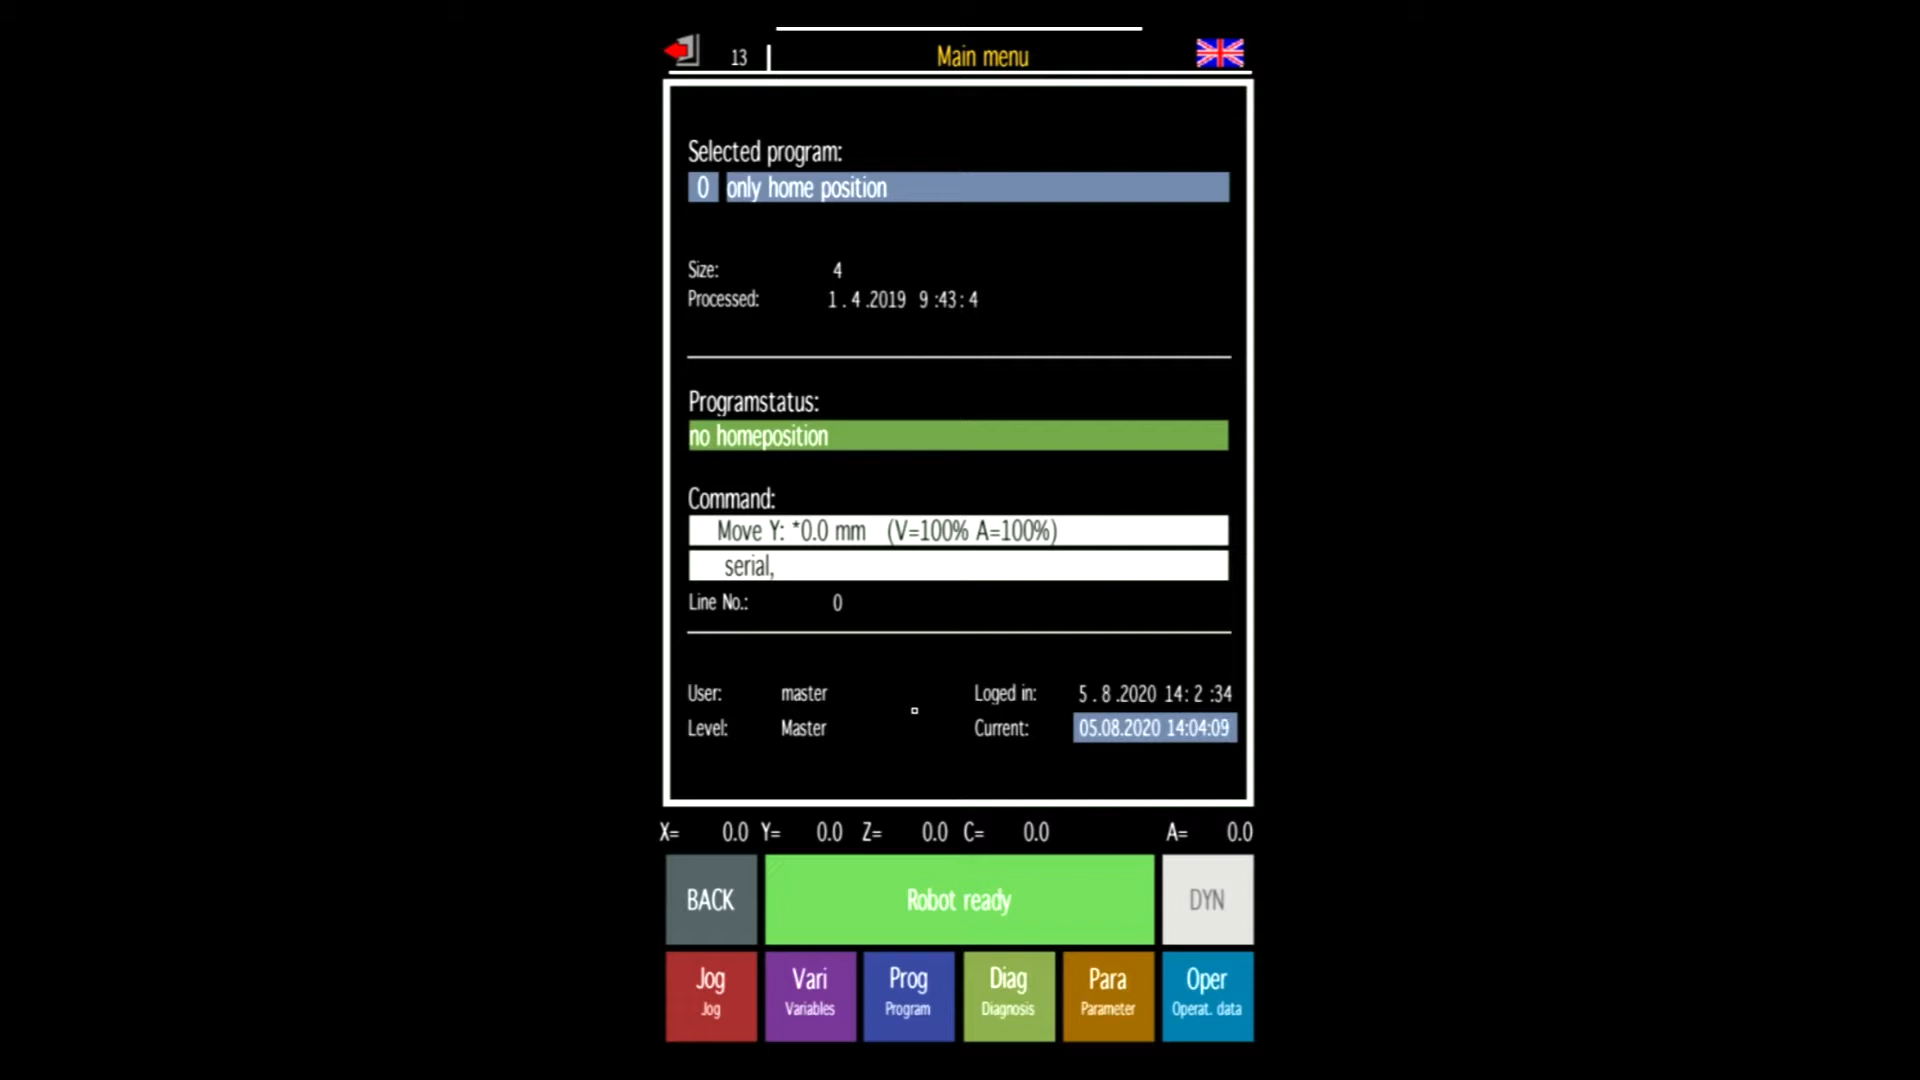 13 Main menu
Selected program:
0 only home position
Size: 4
Processed: 1 . 4 .2019 9 :43: 4
Programstatus:
no homeposition
Command:
Move Y: *0.0 mm (V=100% A=100%)
serial,
Line No.: 0
User: master Loged in: 5 . 8 .2020 14: 2 :34
Level: Master Current: 05.08.2020 14:04:09
X= 0.0 Y= 0.0 Z= 0.0 C= 0.0 A= 0.0
BACK Robot ready DYN
Jog Vari Prog Diag Para Oper
Jog Variables Program Diagnosis Parameter Operat. data